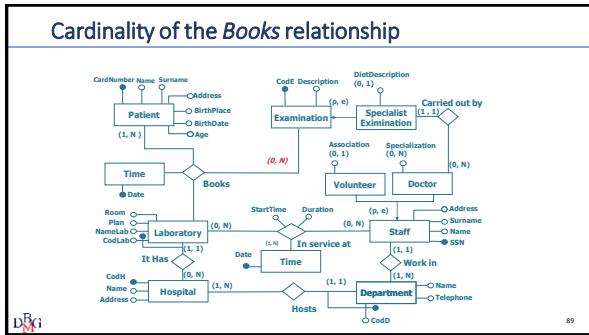 Cardinality of the Books relationship
CardNumber Name Surname
Address
BirthPlace
BirthDate
Age
Patient
(1, N)
CodE Description
(p, e)
Examination
DietDescription
(0, 1)
Specialist
Eximination
(1 , 1)
Carried out by
(0, N)
Time
Date
Books
(0, N)
Association
(0, 1)
Specialization
(0, N)
Volunteer
Doctor
(p, e)
Room
Plan
NameLab
CodLab
Laboratory
(0, N)
StartTime
Duration
(0, N)
In service at
(1, N)
Date
Time
Staff
Address
Surname
Name
SSN
(1, 1)
It Has
(0, N)
(1, 1)
Work in
(1, N)
CodH
Name
Address
Hospital
(1, N)
Hosts
(1, 1)
Department
Name
Telephone
CodD
DBMG
89